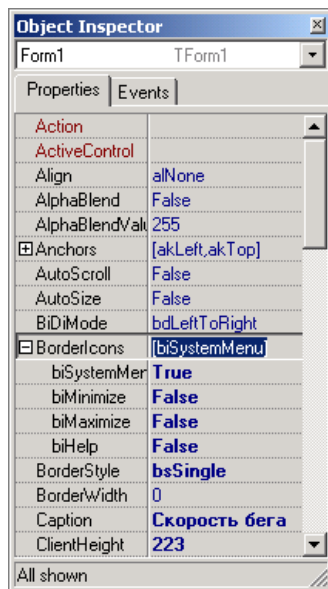 Object Inspector
Form1 TForm1
Properties Events
Action
ActiveControl
Align alNone
AlphaBlend False
AlphaBlendValu 255
Anchors [akLeft,akTop]
AutoScroll False
AutoSize False
BiDiMode bdLeftToRight
BorderIcons [biSystemMenu]
biSystemMer True
biMinimize False
biMaximize False
biHelp False
BorderStyle bsSingle
BorderWidth 0
Caption Скорость бега
ClientHeight 223
All shown